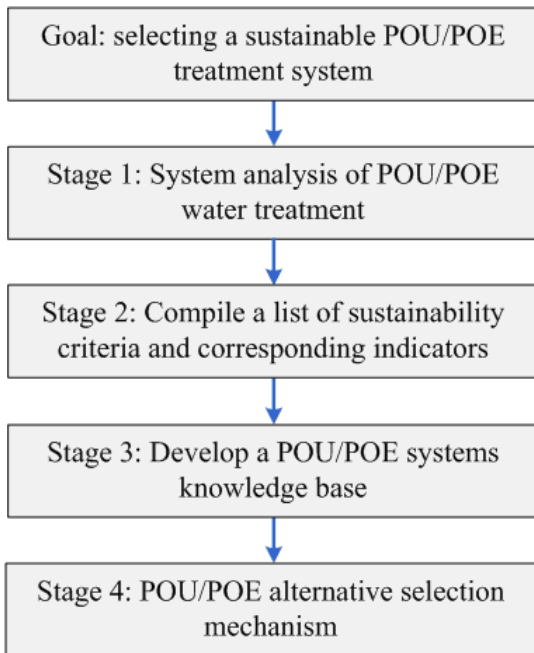 Goal: selecting a sustainable POU/POE
treatment system
Stage 1: System analysis of POU/POE
water treatment
Stage 2: Compile a list of sustainability
criteria and corresponding indicators
Stage 3: Develop a POU/POE systems
knowledge base
Stage 4: POU/POE alternative selection
mechanism